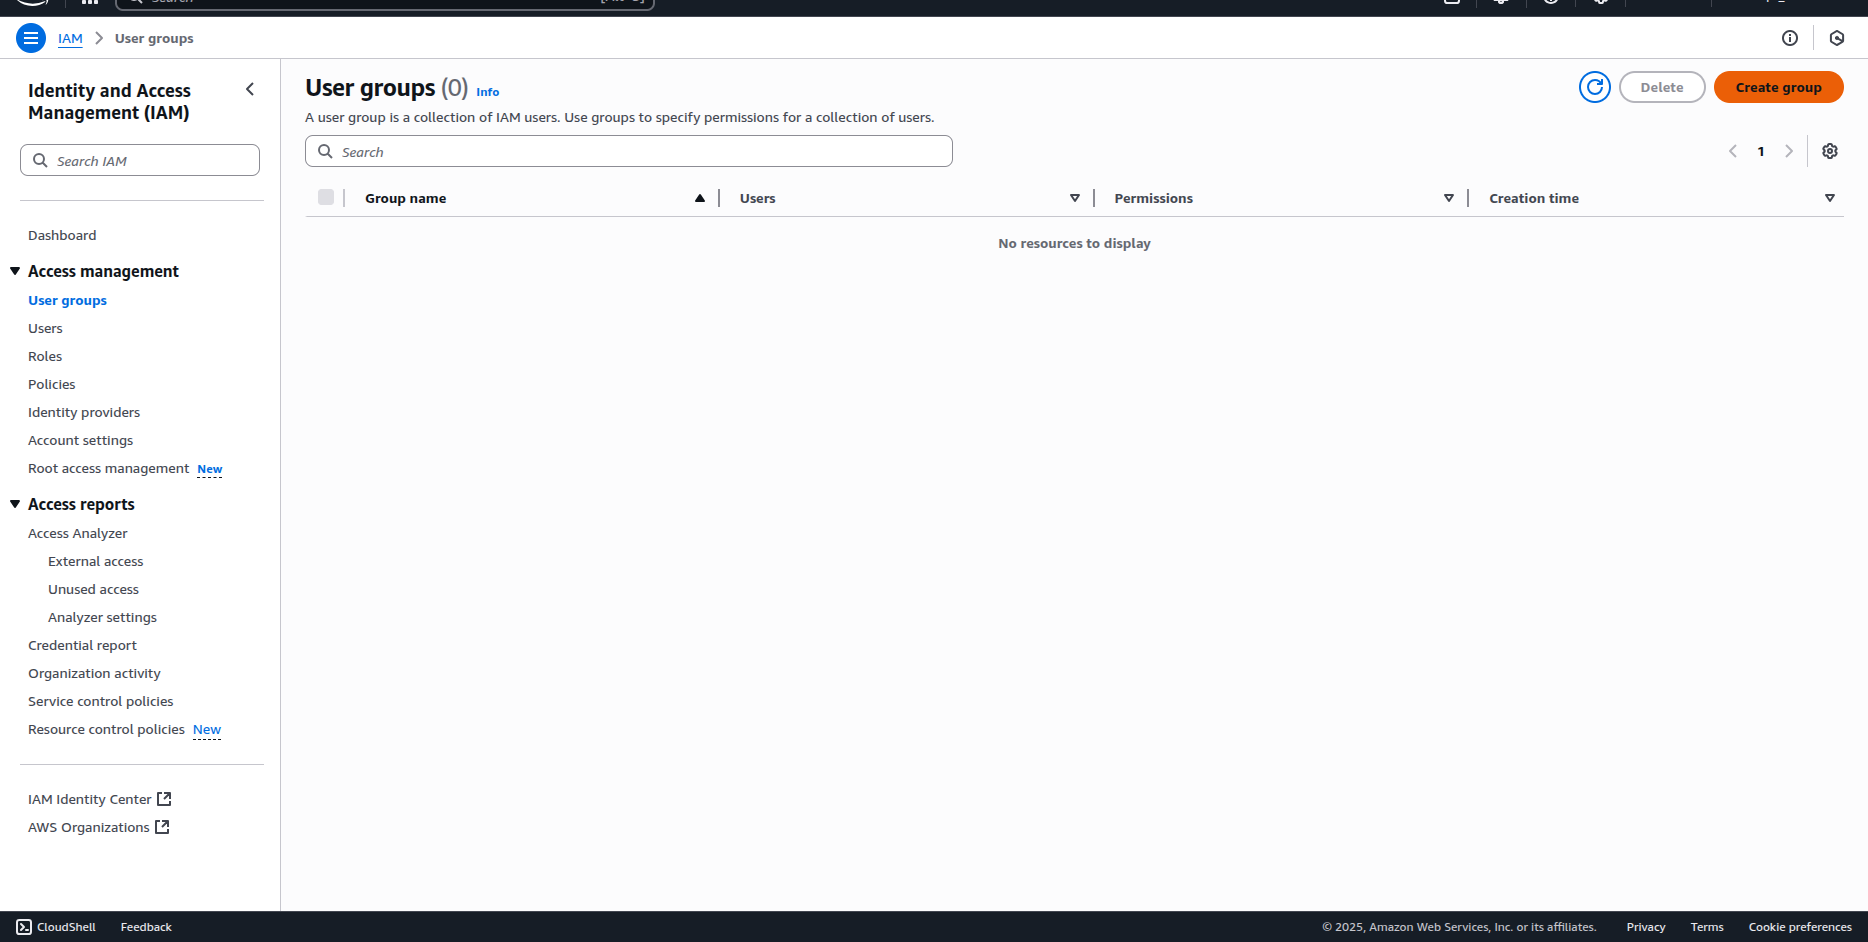 IAM
User groups
Identity and Access
Management (IAM)
Search IAM
Dashboard
Access management
User groups
Users
Roles
Policies
Identity providers
Account settings
Root access management New
Access reports
Access Analyzer
External access
Unused access
Analyzer settings
Credential report
Organization activity
Service control policies
Resource control policies New
IAM Identity Center
AWS Organizations
User groups (0) Info
Delete
Create group
A user group is a collection of IAM users. Use groups to specify permissions for a collection of users.
Search
1
Group name
Users
Permissions
Creation time
No resources to display
CloudShell
Feedback
© 2025, Amazon Web Services, Inc. or its affiliates.
Privacy
Terms
Cookie preferences